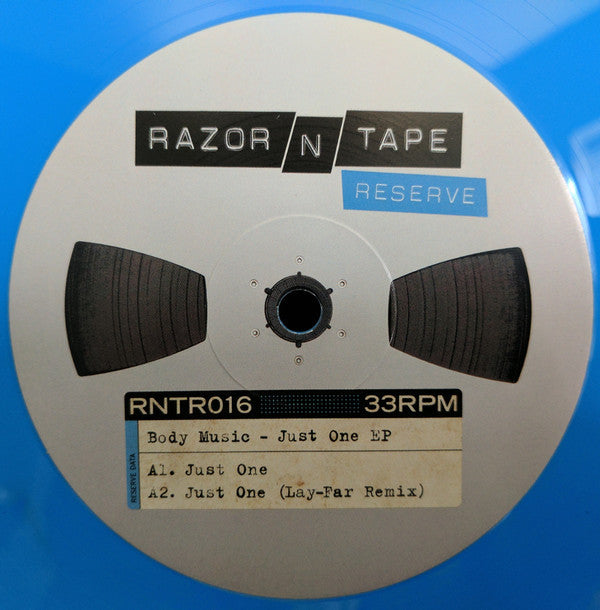 RAZOR N TAPE
RESERVE
RNTR016 33RPM
Body Music - Just One EP
RESERVE DATA
A1. Just One
A2. Just One (Lay-Far Remix)